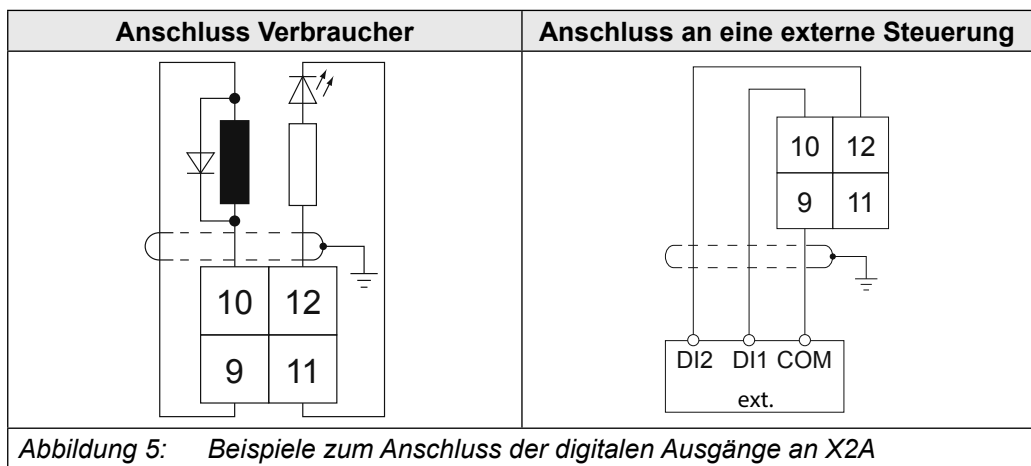 Anschluss Verbraucher
Anschluss an eine externe Steuerung
10 12
9 11
10 12
9 11
DI2 DI1 COM
ext.
Abbildung 5: Beispiele zum Anschluss der digitalen Ausgänge an X2A